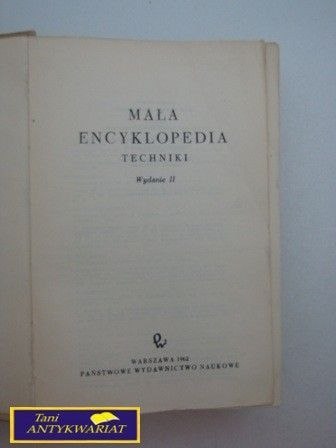 MAŁA
ENCYKLOPEDIA
TECHNIKI
Wydanie II
WARSZAWA 1962
PAŃSTWOWE WYDAWNICTWO NAUKOWE
Tani
ANTYKWARIAT